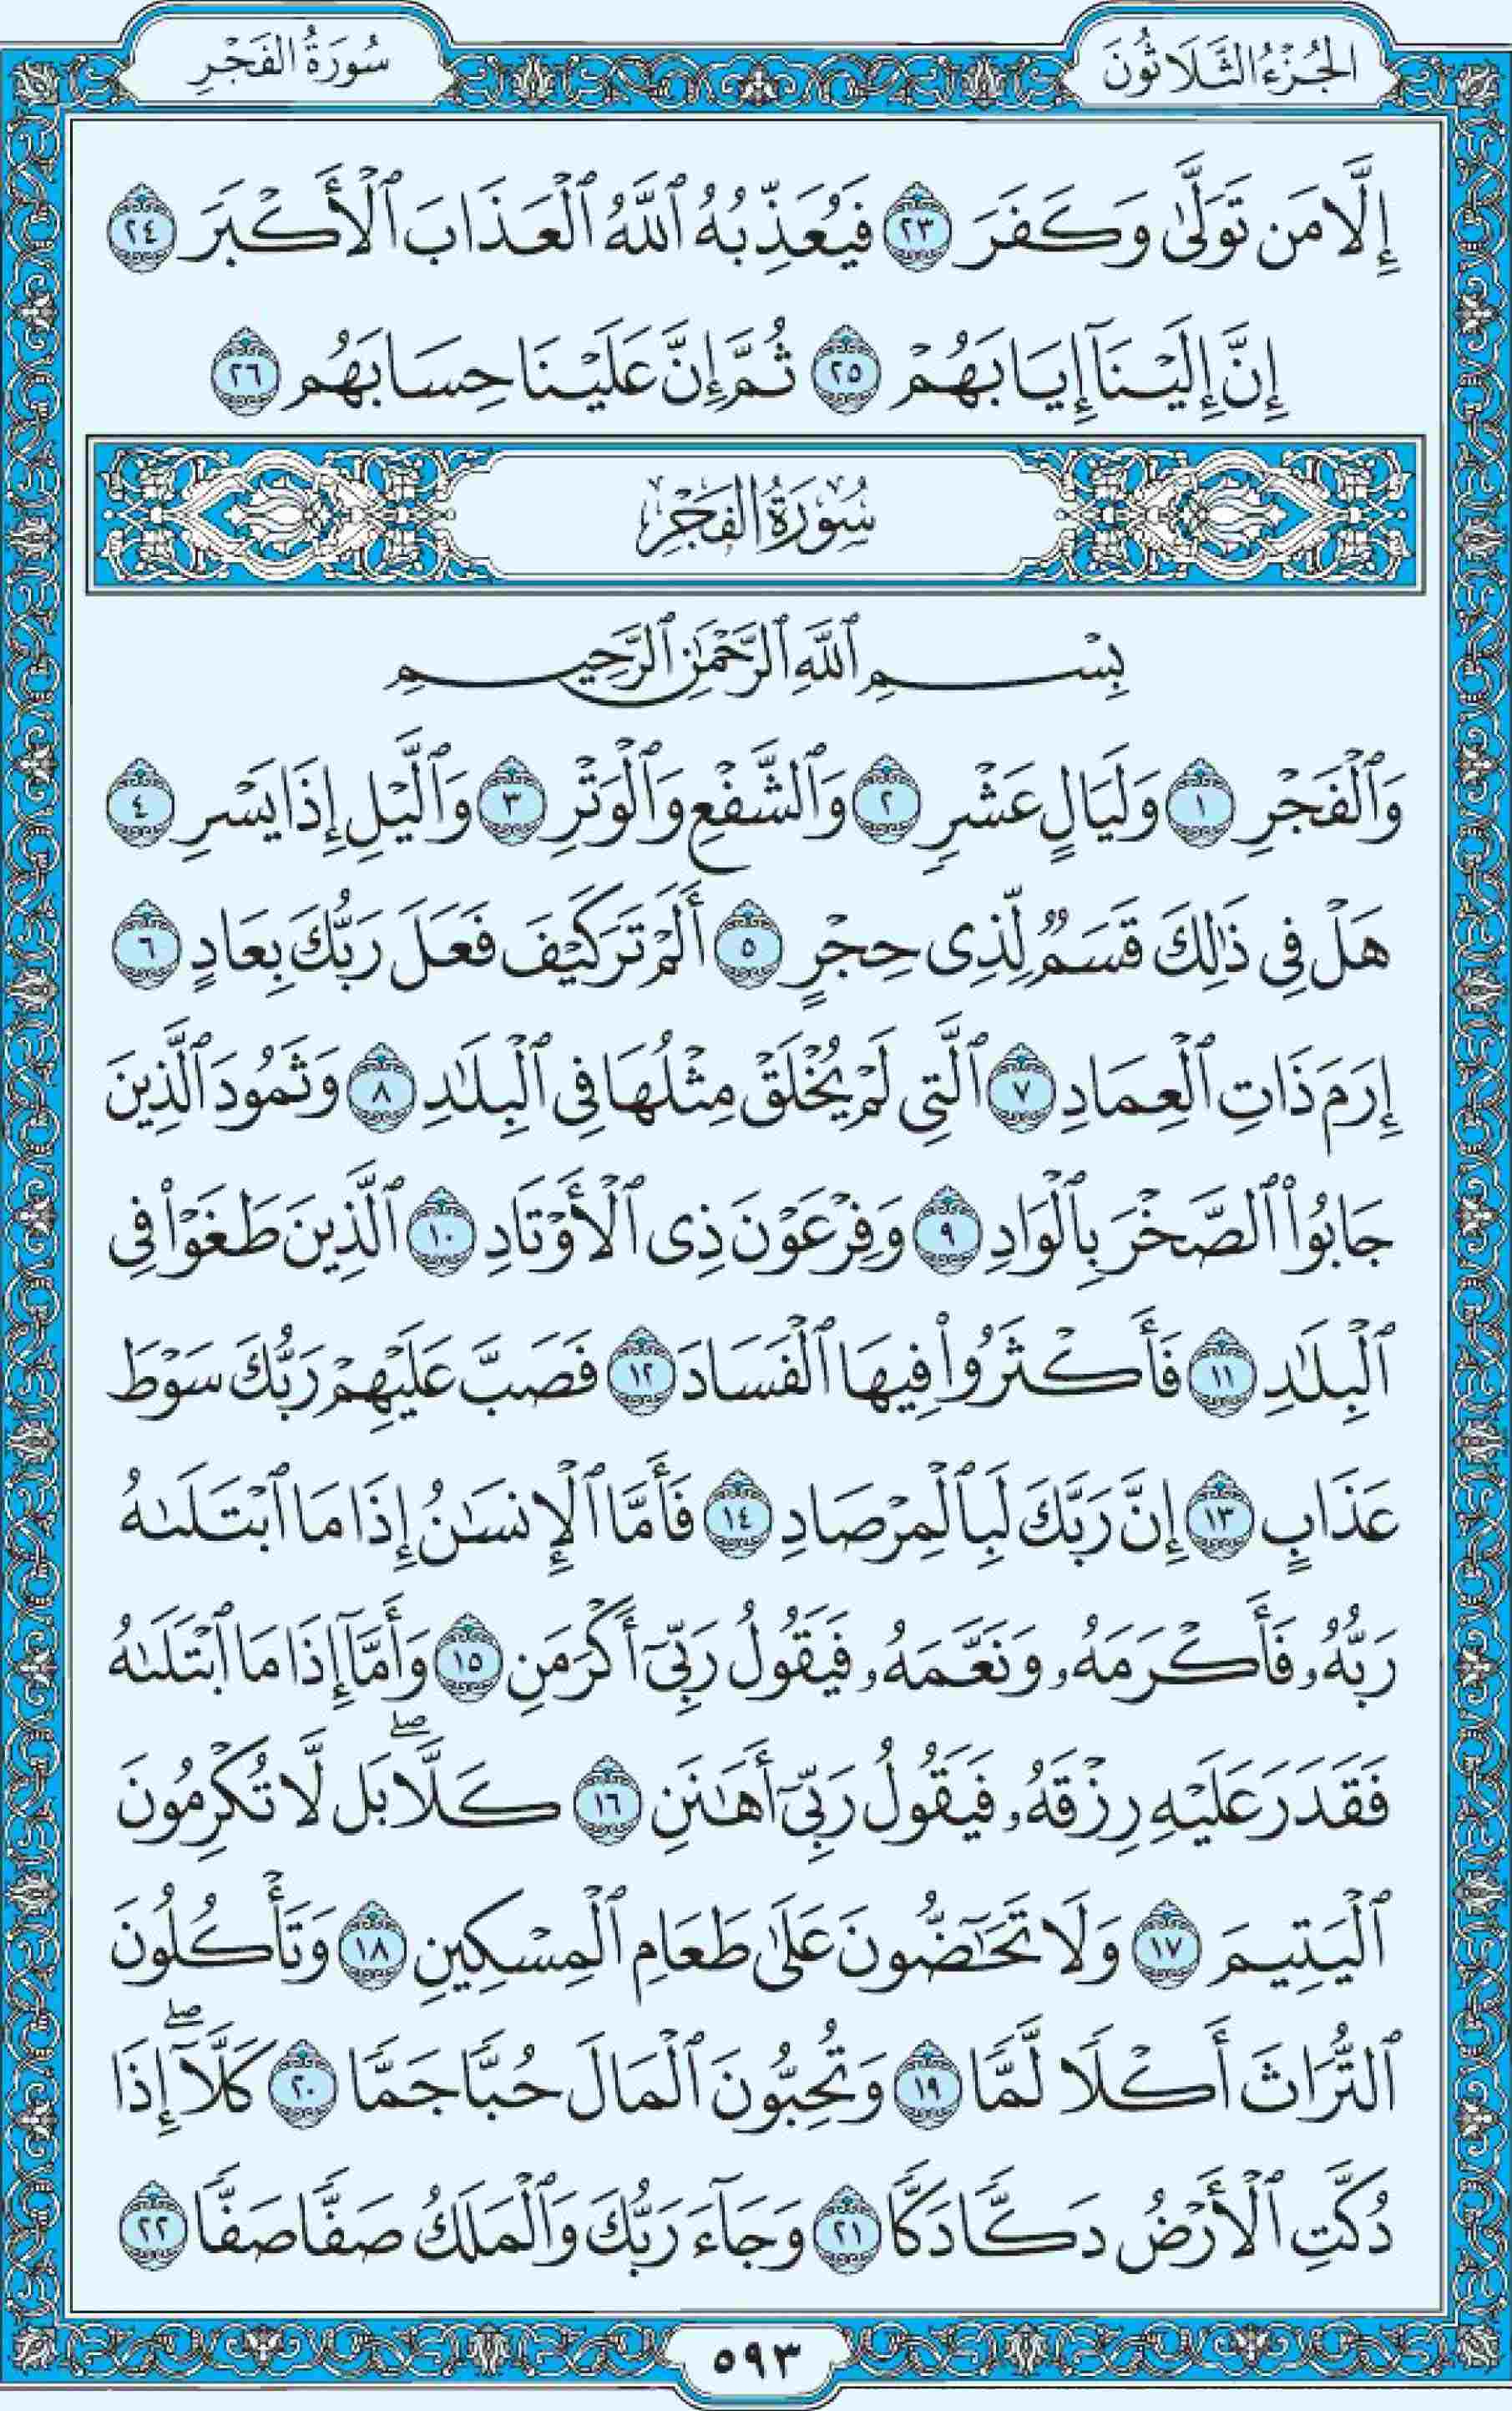 الجُزْءُ الثَّلَاثُونَ
سُورَةُ الفَجْرِ
إِلَّا مَن تَوَلَّىٰ وَكَفَرَ ٢٣ فَيُعَذِّبُهُ ٱللَّهُ ٱلْعَذَابَ ٱلْأَكْبَرَ ٢٤
إِنَّ إِلَيْنَآ إِيَابَهُمْ ٢٥ ثُمَّ إِنَّ عَلَيْنَا حِسَابَهُم ٢٦
سُورَةُ الفَجْرِ
بِسْمِ ٱللَّهِ ٱلرَّحْمَٰنِ ٱلرَّحِيمِ
وَٱلْفَجْرِ ١ وَلَيَالٍ عَشْرٍ ٢ وَٱلشَّفْعِ وَٱلْوَتْرِ ٣ وَٱلَّيْلِ إِذَا يَسْرِ ٤
هَلْ فِى ذَٰلِكَ قَسَمٌ لِّذِى حِجْرٍ ٥ أَلَمْ تَرَ كَيْفَ فَعَلَ رَبُّكَ بِعَادٍ ٦
إِرَمَ ذَاتِ ٱلْعِمَادِ ٧ ٱلَّتِى لَمْ يُخْلَقْ مِثْلُهَا فِى ٱلْبِلَٰدِ ٨ وَثَمُودَ ٱلَّذِينَ
جَابُوا۟ ٱلصَّخْرَ بِٱلْوَادِ ٩ وَفِرْعَوْنَ ذِى ٱلْأَوْتَادِ ١٠ ٱلَّذِينَ طَغَوْا۟ فِى
ٱلْبِلَٰدِ ١١ فَأَكْثَرُوا۟ فِيهَا ٱلْفَسَادَ ١٢ فَصَبَّ عَلَيْهِمْ رَبُّكَ سَوْطَ
عَذَابٍ ١٣ إِنَّ رَبَّكَ لَبِٱلْمِرْصَادِ ١٤ فَأَمَّا ٱلْإِنسَٰنُ إِذَا مَا ٱبْتَلَىٰهُ
رَبُّهُۥ فَأَكْرَمَهُۥ وَنَعَّمَهُۥ فَيَقُولُ رَبِّىٓ أَكْرَمَنِ ١٥ وَأَمَّآ إِذَا مَا ٱبْتَلَىٰهُ
فَقَدَرَ عَلَيْهِ رِزْقَهُۥ فَيَقُولُ رَبِّىٓ أَهَٰنَنِ ١٦ كَلَّا ۖ بَل لَّا تُكْرِمُونَ
ٱلْيَتِيمَ ١٧ وَلَا تَحَٰٓضُّونَ عَلَىٰ طَعَامِ ٱلْمِسْكِينِ ١٨ وَتَأْكُلُونَ
ٱلتُّرَاثَ أَكْلًا لَّمًّا ١٩ وَتُحِبُّونَ ٱلْمَالَ حُبًّا جَمًّا ٢٠ كَلَّآ ۖ إِذَا
دُكَّتِ ٱلْأَرْضُ دَكًّا دَكًّا ٢١ وَجَآءَ رَبُّكَ وَٱلْمَلَكُ صَفًّا صَفًّا ٢٢
٥٩٣